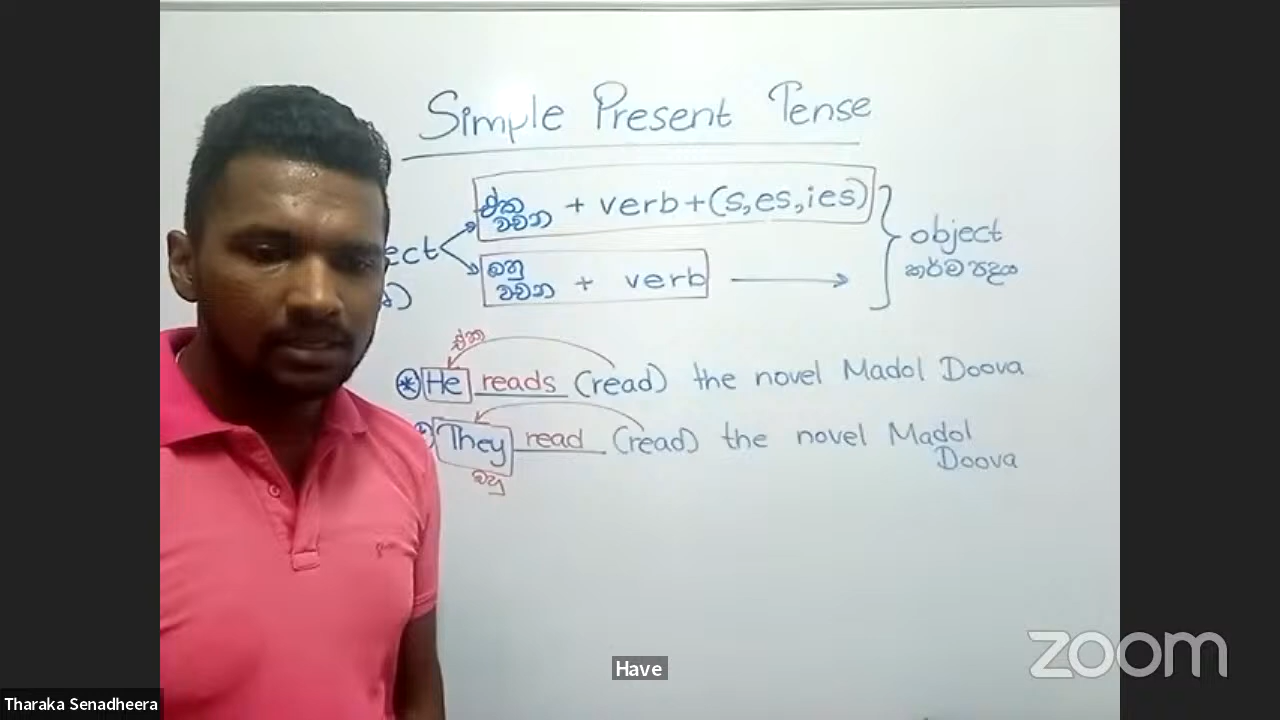 Simple Present Tense
ඒක + verb + (s, es, ies)
වචන
ect
object
බහු
වචන + verb
කර්ම පදය
ඒක
He reads (read) the novel Madol Doova
They read (read) the novel Madol
Doova
බහු
Have
zoom
Tharaka Senadheera